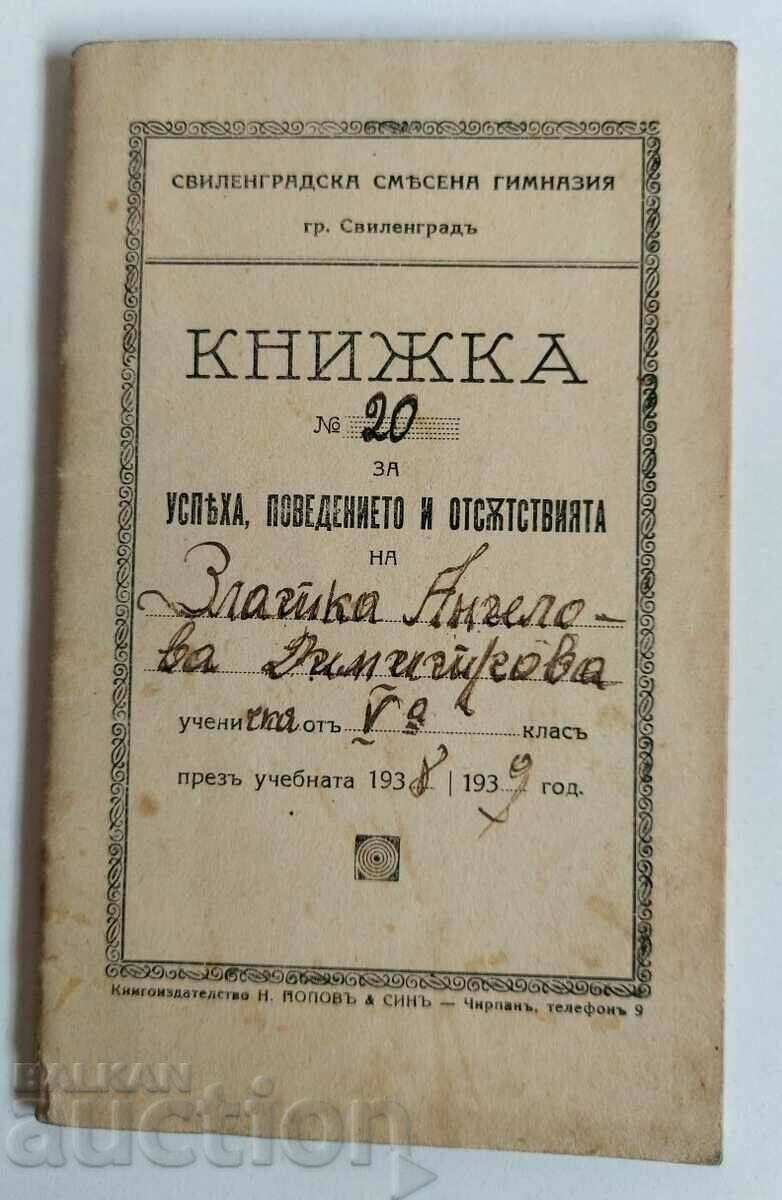 СВИЛЕНГРАДСКА СМѢСЕНА ГИМНАЗИЯ
гр. Свиленградъ
КНИЖКА
№ 20
ЗА
УСПѢХА, ПОВЕДЕНИЕТО И ОТСѪТСТВИЯТА
НА
Златка Ангело-
ва Димитрова
ученичка отъ V а класъ
презъ учебната 1938 | 1939 год.
Книгоиздателство Н. ПОПОВЪ & СИНЪ — Чирпанъ, телефонъ 9
BALKAN
auction